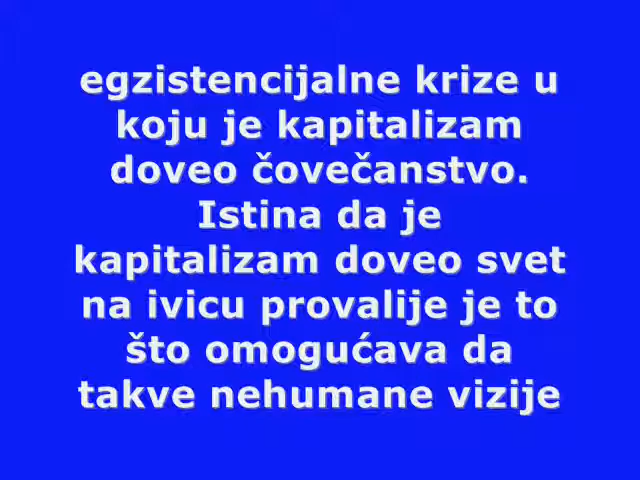 egzistencijalne krize u
koju je kapitalizam
doveo čovečanstvo.
Istina da je
kapitalizam doveo svet
na ivicu provalije je to
što omogućava da
takve nehumane vizije